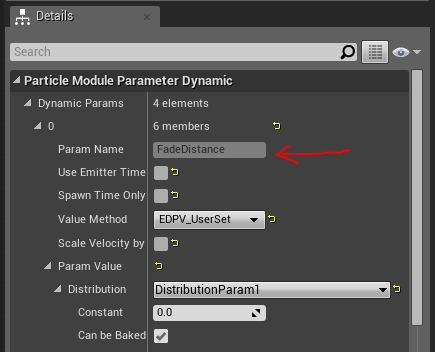 Details
Search
Particle Module Parameter Dynamic
Dynamic Params 4 elements
0 6 members
Param Name FadeDistance
Use Emitter Time
Spawn Time Only
Value Method EDPV_UserSet
Scale Velocity by
Param Value
Distribution DistributionParam1
Constant 0.0
Can be Baked